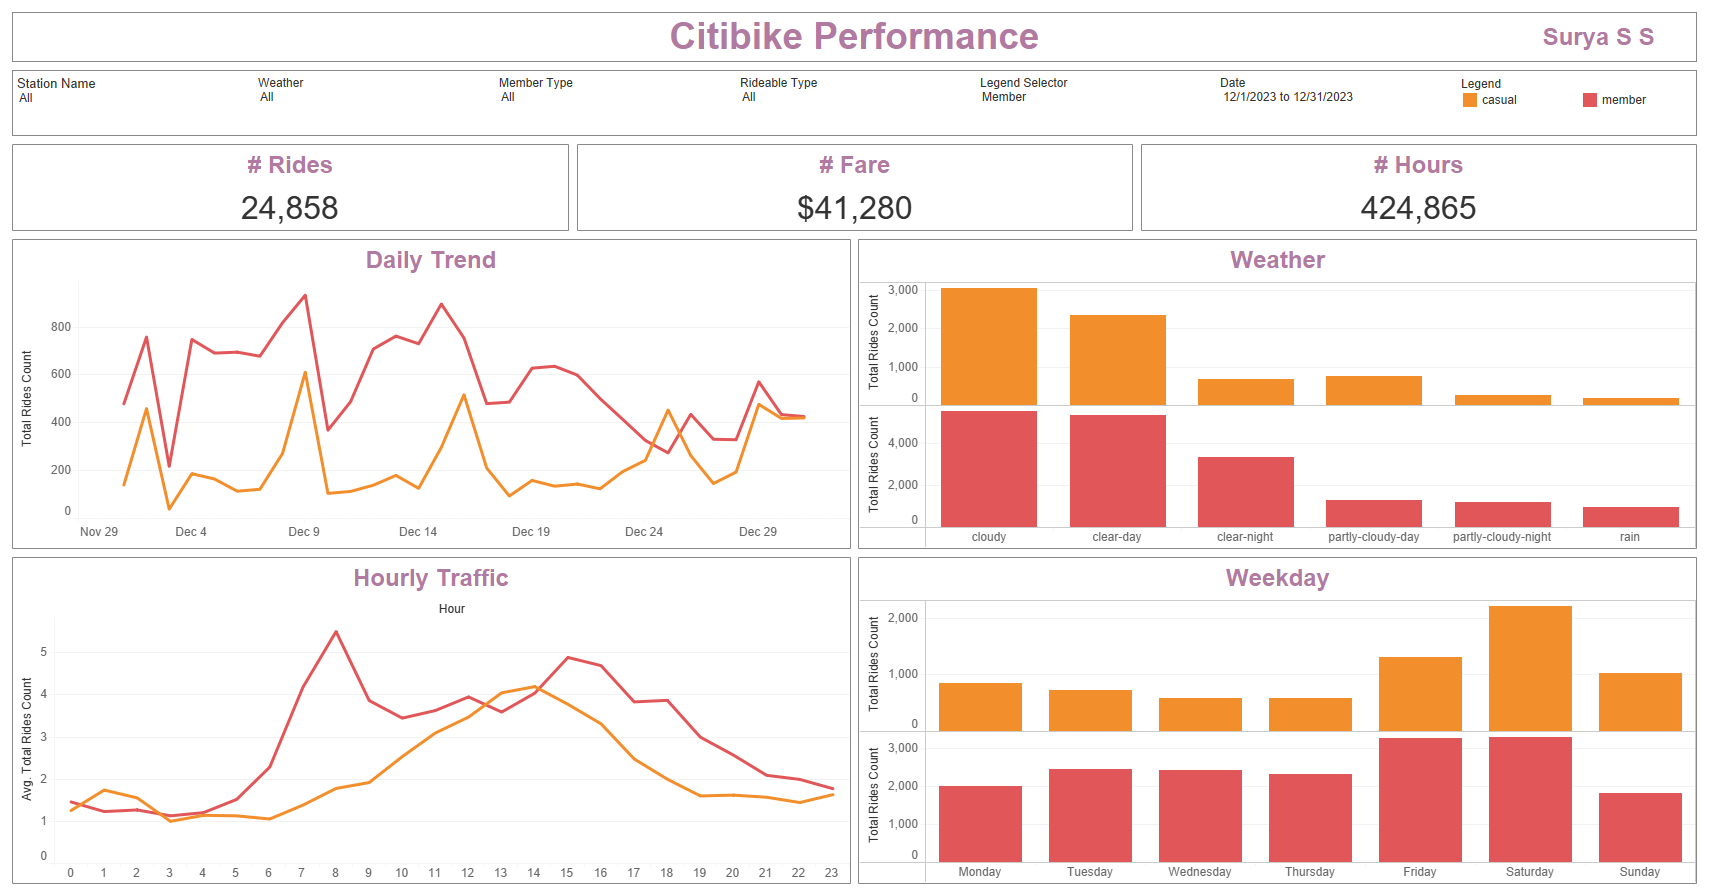 Citibike Performance
Surya S S
Station Name
All
Weather
All
Member Type
All
Rideable Type
All
Legend Selector
Member
Date
12/1/2023 to 12/31/2023
Legend
casual
member
# Rides
24,858
# Fare
$41,280
# Hours
424,865
Daily Trend
Total Rides Count
800
600
400
200
0
Nov 29 Dec 4 Dec 9 Dec 14 Dec 19 Dec 24 Dec 29
Weather
Total Rides Count
3,000
2,000
1,000
0
Total Rides Count
4,000
2,000
0
cloudy clear-day clear-night partly-cloudy-day partly-cloudy-night rain
Hourly Traffic
Hour
Avg. Total Rides Count
5
4
3
2
1
0
0 1 2 3 4 5 6 7 8 9 10 11 12 13 14 15 16 17 18 19 20 21 22 23
Weekday
Total Rides Count
2,000
1,000
0
Total Rides Count
3,000
2,000
1,000
0
Monday Tuesday Wednesday Thursday Friday Saturday Sunday